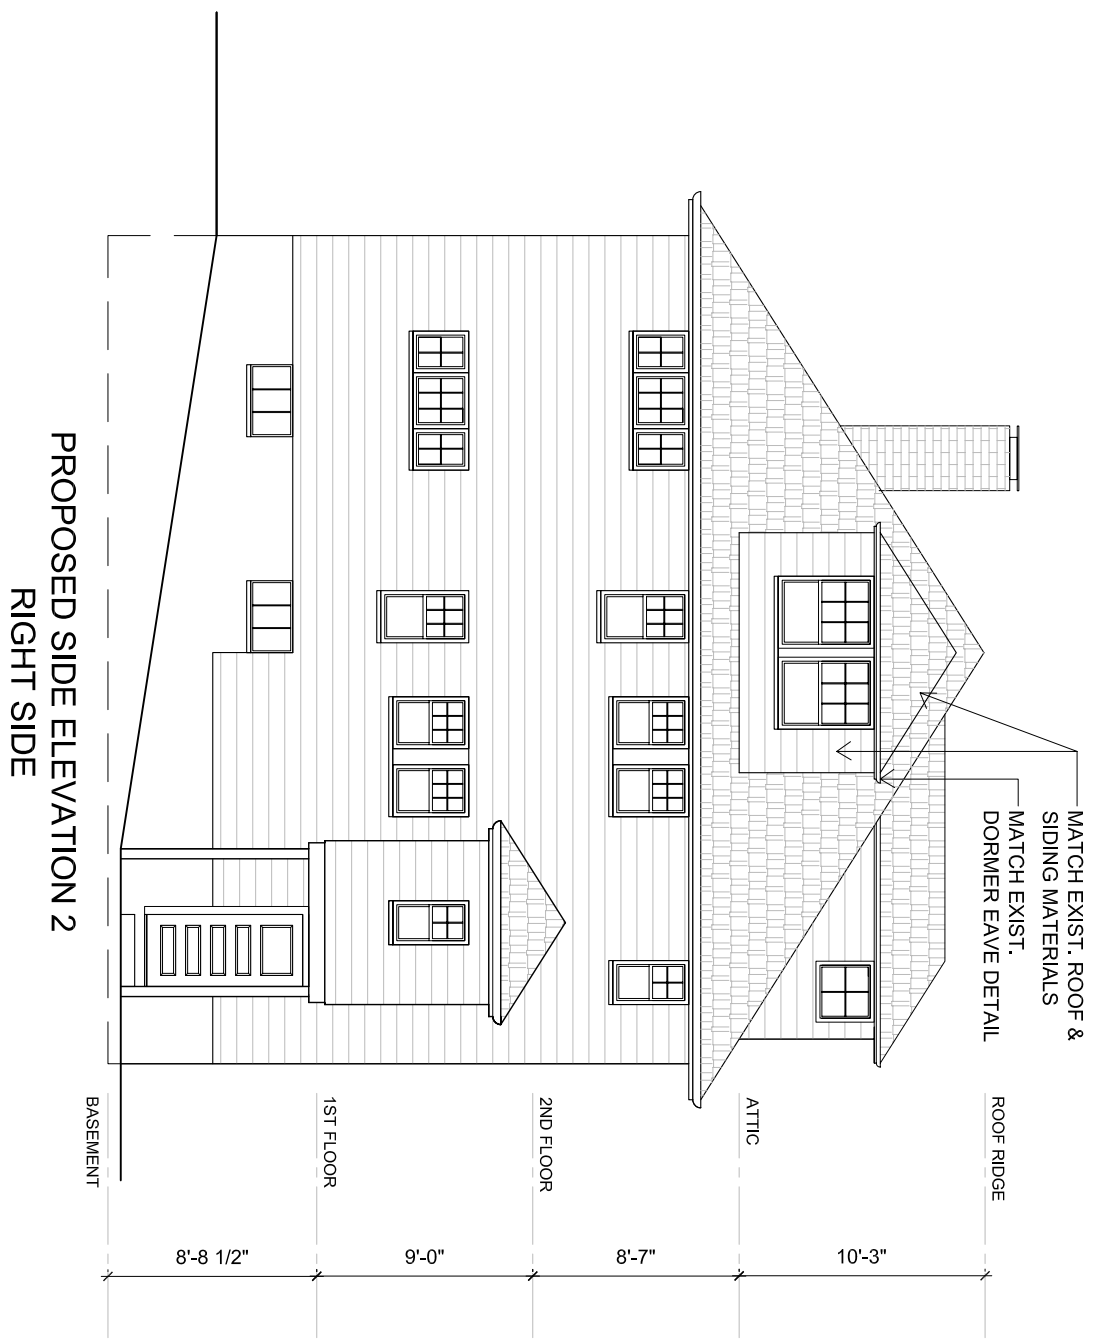 MATCH EXIST. ROOF &
SIDING MATERIALS
MATCH EXIST.
DORMER EAVE DETAIL
ROOF RIDGE
10'-3"
ATTIC
8'-7"
2ND FLOOR
9'-0"
1ST FLOOR
8'-8 1/2"
BASEMENT
PROPOSED SIDE ELEVATION 2
RIGHT SIDE